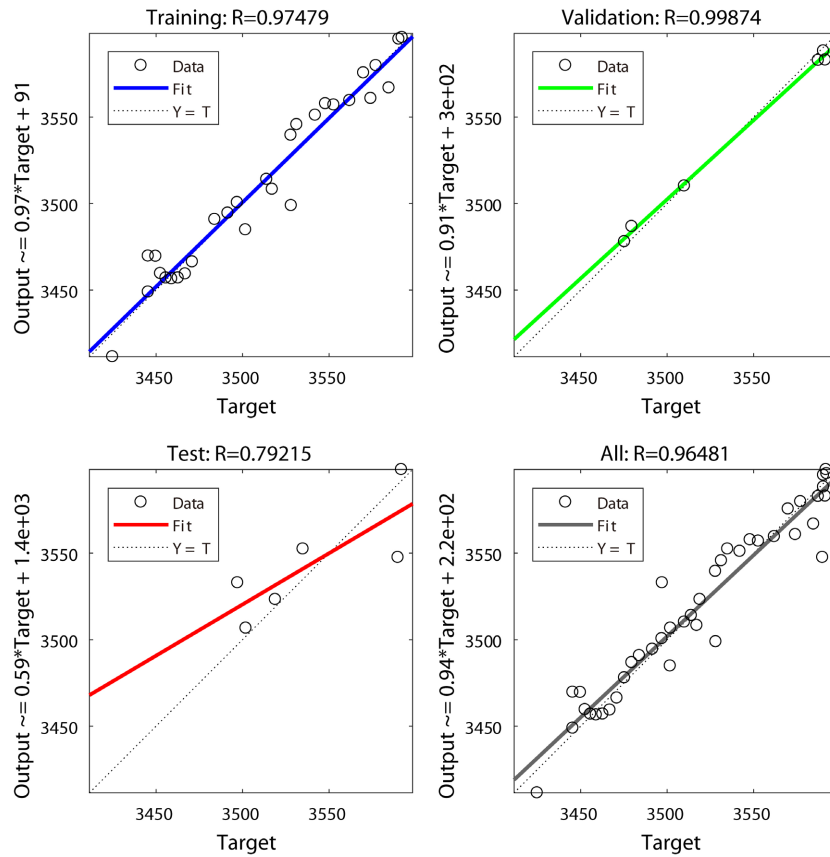 Training: R=0.97479
Output ~= 0.97*Target + 91
3550
3500
3450
Data
Fit
Y = T
3450 3500 3550
Target
Validation: R=0.99874
Output ~= 0.91*Target + 3e+02
3550
3500
3450
Data
Fit
Y = T
3450 3500 3550
Target
Test: R=0.79215
Output ~= 0.59*Target + 1.4e+03
3550
3500
3450
Data
Fit
Y = T
3450 3500 3550
Target
All: R=0.96481
Output ~= 0.94*Target + 2.2e+02
3550
3500
3450
Data
Fit
Y = T
3450 3500 3550
Target